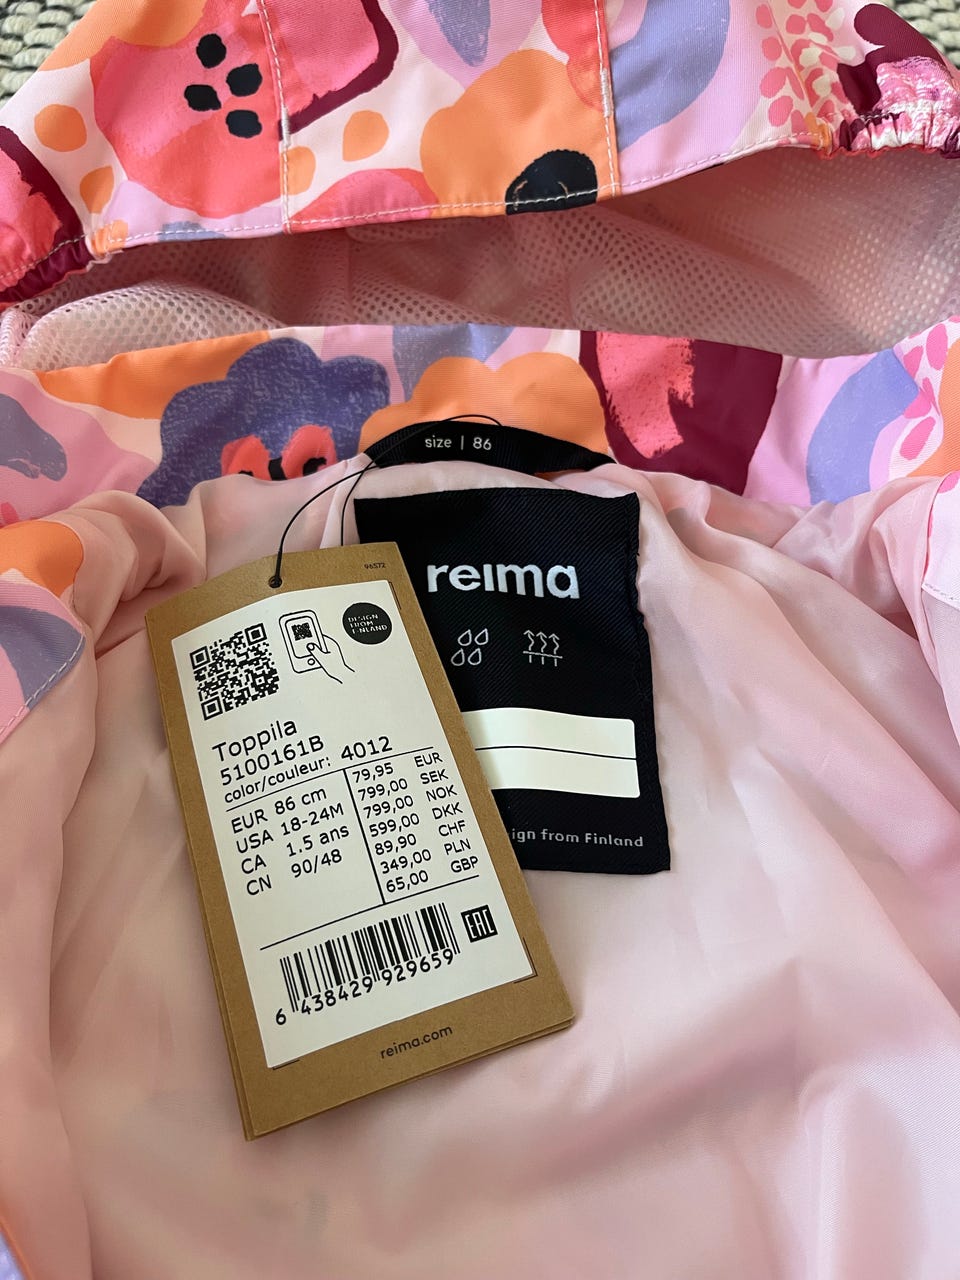 size | 86
reima
96572
DESIGN
FROM
FINLAND
Toppila
5100161B
color/couleur: 4012
EUR 86 cm
USA 18-24M
CA 1.5 ans
CN 90/48
79,95 EUR
799,00 SEK
799,00 NOK
599,00 DKK
89,90 CHF
349,00 PLN
65,00 GBP
ign from Finland
EAC
6 438429 929659
reima.com